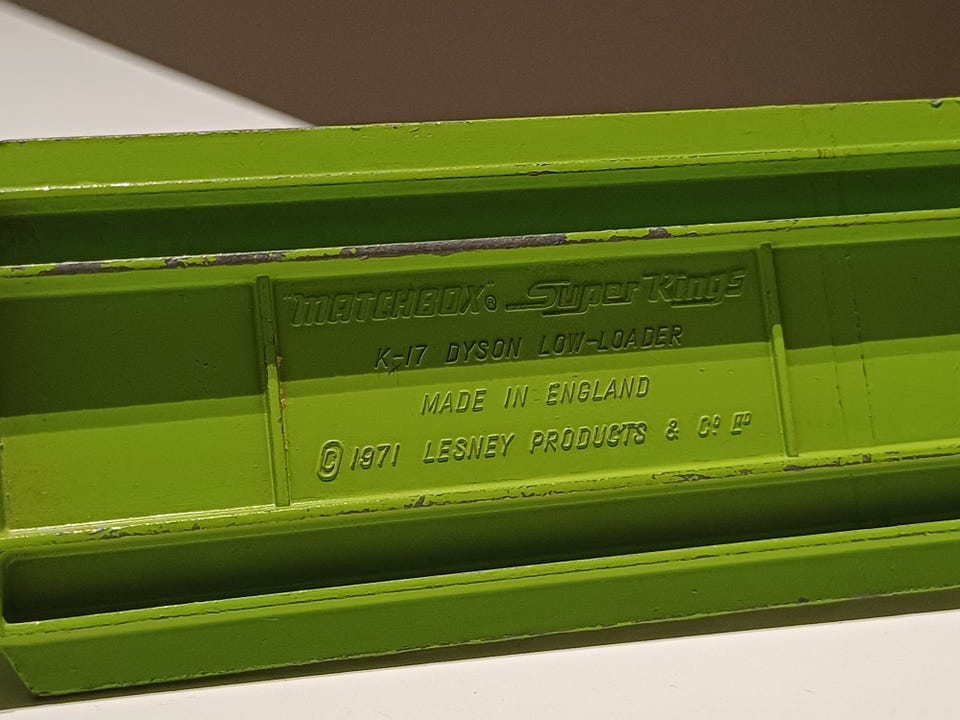 "MATCHBOX"® Super Kings
K-17 DYSON LOW-LOADER
MADE IN ENGLAND
© 1971 LESNEY PRODUCTS & Cº Lᵀᴰ